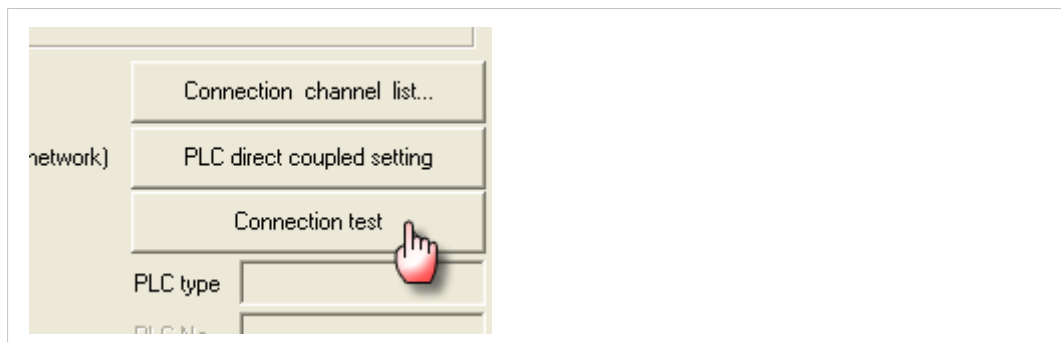 Connection channel list...
network)
PLC direct coupled setting
Connection test
PLC type